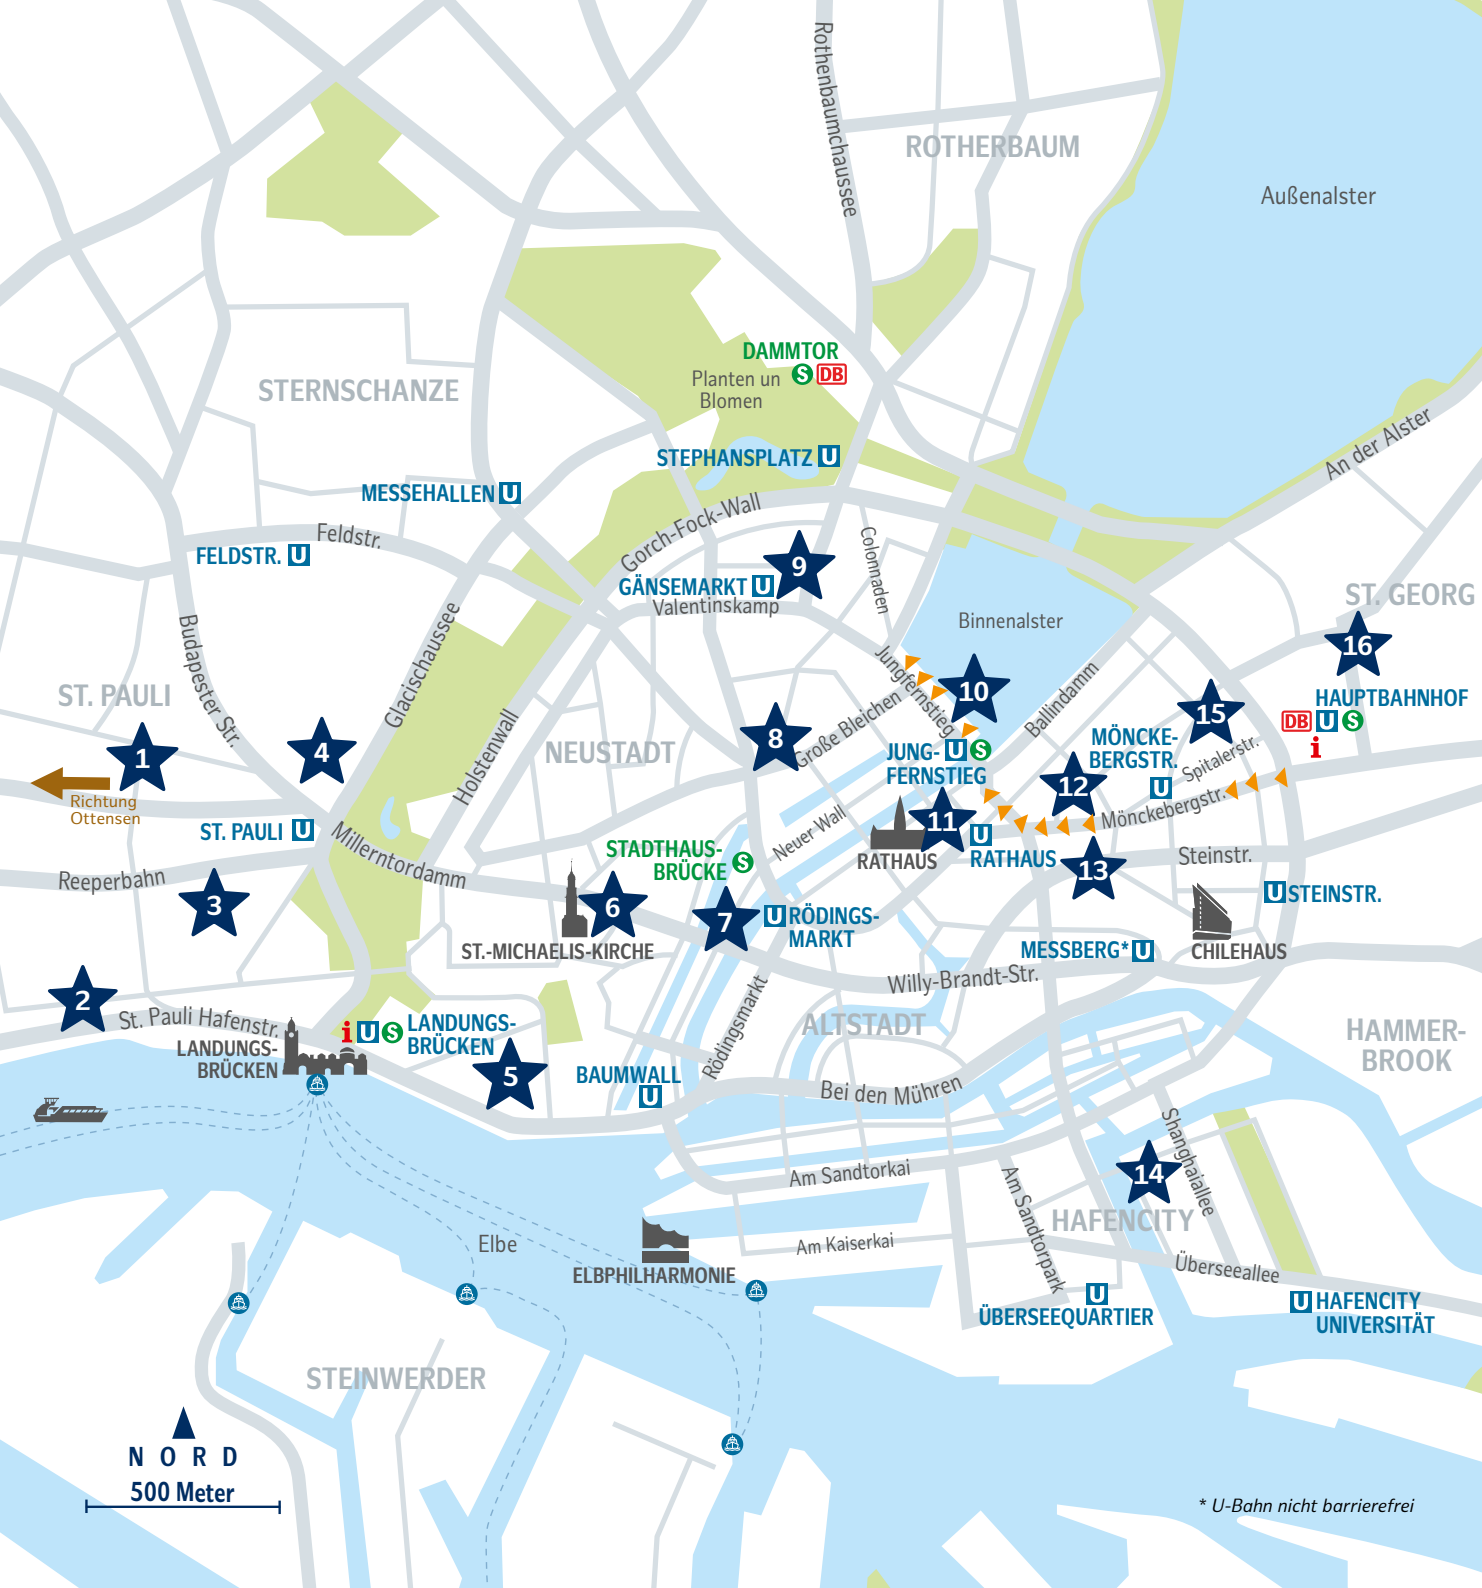 Rothenbaumchaussee
ROTHERBAUM
Außenalster
DAMMTOR
S DB
Planten un
Blomen
STERNSCHANZE
An der Alster
STEPHANSPLATZ U
MESSEHALLEN U
Gorch-Fock-Wall
Feldstr.
FELDSTR. U
Colonnaden
9
GÄNSEMARKT U
Valentinskamp
ST. GEORG
Binnenalster
16
Budapester Str.
Glacischaussee
Jungfernstieg
10
ST. PAULI
Ballindamm
HAUPTBAHNHOF
DB U S
i
15
Große Bleichen
Holstenwall
8
NEUSTADT
4
1
MÖNCKE-
BERGSTR.
U
Spitalerstr.
JUNG- U S
FERNSTIEG
12
Richtung
Ottensen
Mönckebergstr.
11
Neuer Wall
ST. PAULI U
Millerntordamm
U
RATHAUS
RATHAUS
STADTHAUS-
BRÜCKE S
Steinstr.
13
Reeperbahn
U STEINSTR.
3
6
7
U RÖDINGS-
MARKT
ST.-MICHAELIS-KIRCHE
MESSBERG* U
CHILEHAUS
Willy-Brandt-Str.
2
St. Pauli Hafenstr.
i U S LANDUNGS-
BRÜCKEN
LANDUNGS-
BRÜCKEN
Rödingsmarkt
ALTSTADT
HAMMER-
BROOK
5
BAUMWALL
U
Bei den Mühren
Shanghaiallee
Am Sandtorkai
14
Am Sandtorpark
HAFENCITY
Elbe
Am Kaiserkai
ELBPHILHARMONIE
Überseeallee
U
ÜBERSEEQUARTIER
U HAFENCITY
UNIVERSITÄT
STEINWERDER
NORD
500 Meter
* U-Bahn nicht barrierefrei